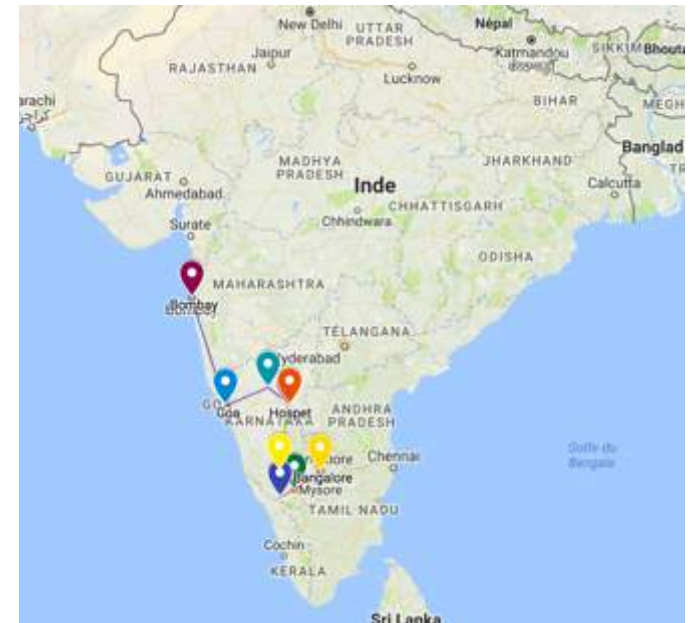 New Delhi
UTTAR
PRADESH
Népal
Jaipur
Katmandou
SIKKIM
Bhouta
RAJASTHAN
Lucknow
arachi
BIHAR
MEGH
Banglad
MADHYA
PRADESH
JHARKHAND
GUJARAT
Inde
Ahmedabad
Calcutta
CHHATTISGARH
Chhindwara
Surate
ODISHA
MAHARASHTRA
Bombay
TELANGANA
yderabad
Goa
Hospet
ANDHRA
PRADESH
KARNATAKA
Chennai
Golfe du
Bengale
Bangalore
Mysore
TAMIL NADU
Cochin
KERALA
Sri Lanka